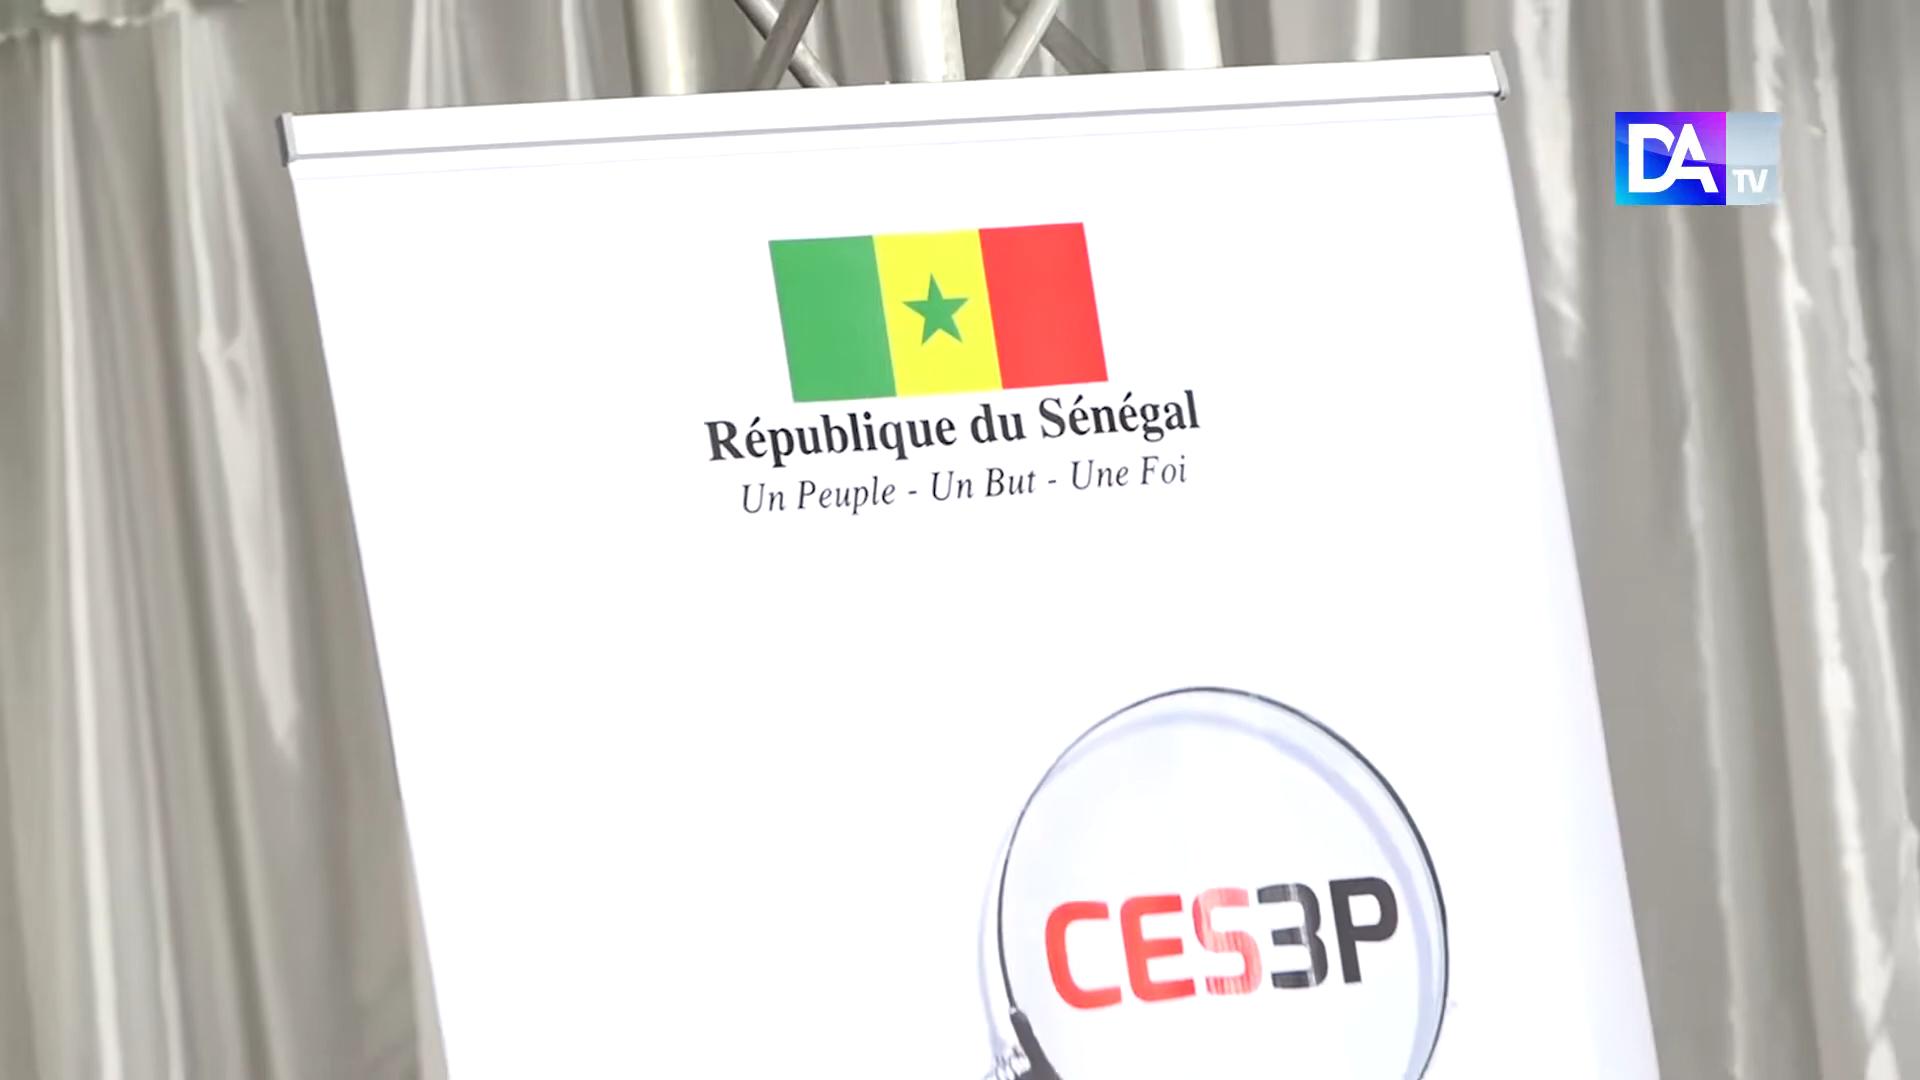 DA TV
République du Sénégal
Un Peuple - Un But - Une Foi
CES3P